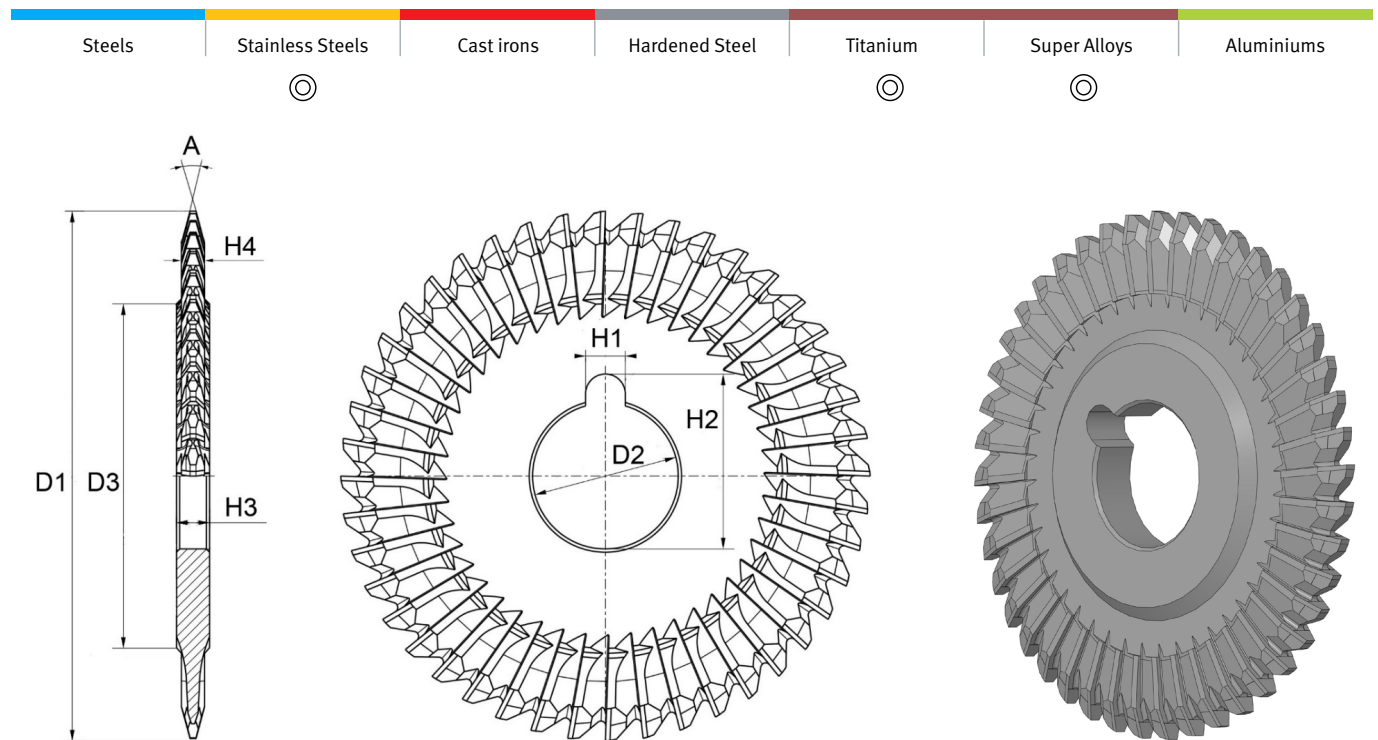 Steels Stainless Steels Cast irons Hardened Steel Titanium Super Alloys Aluminiums
A
H4
H1
H2
D2
D1 D3 H3